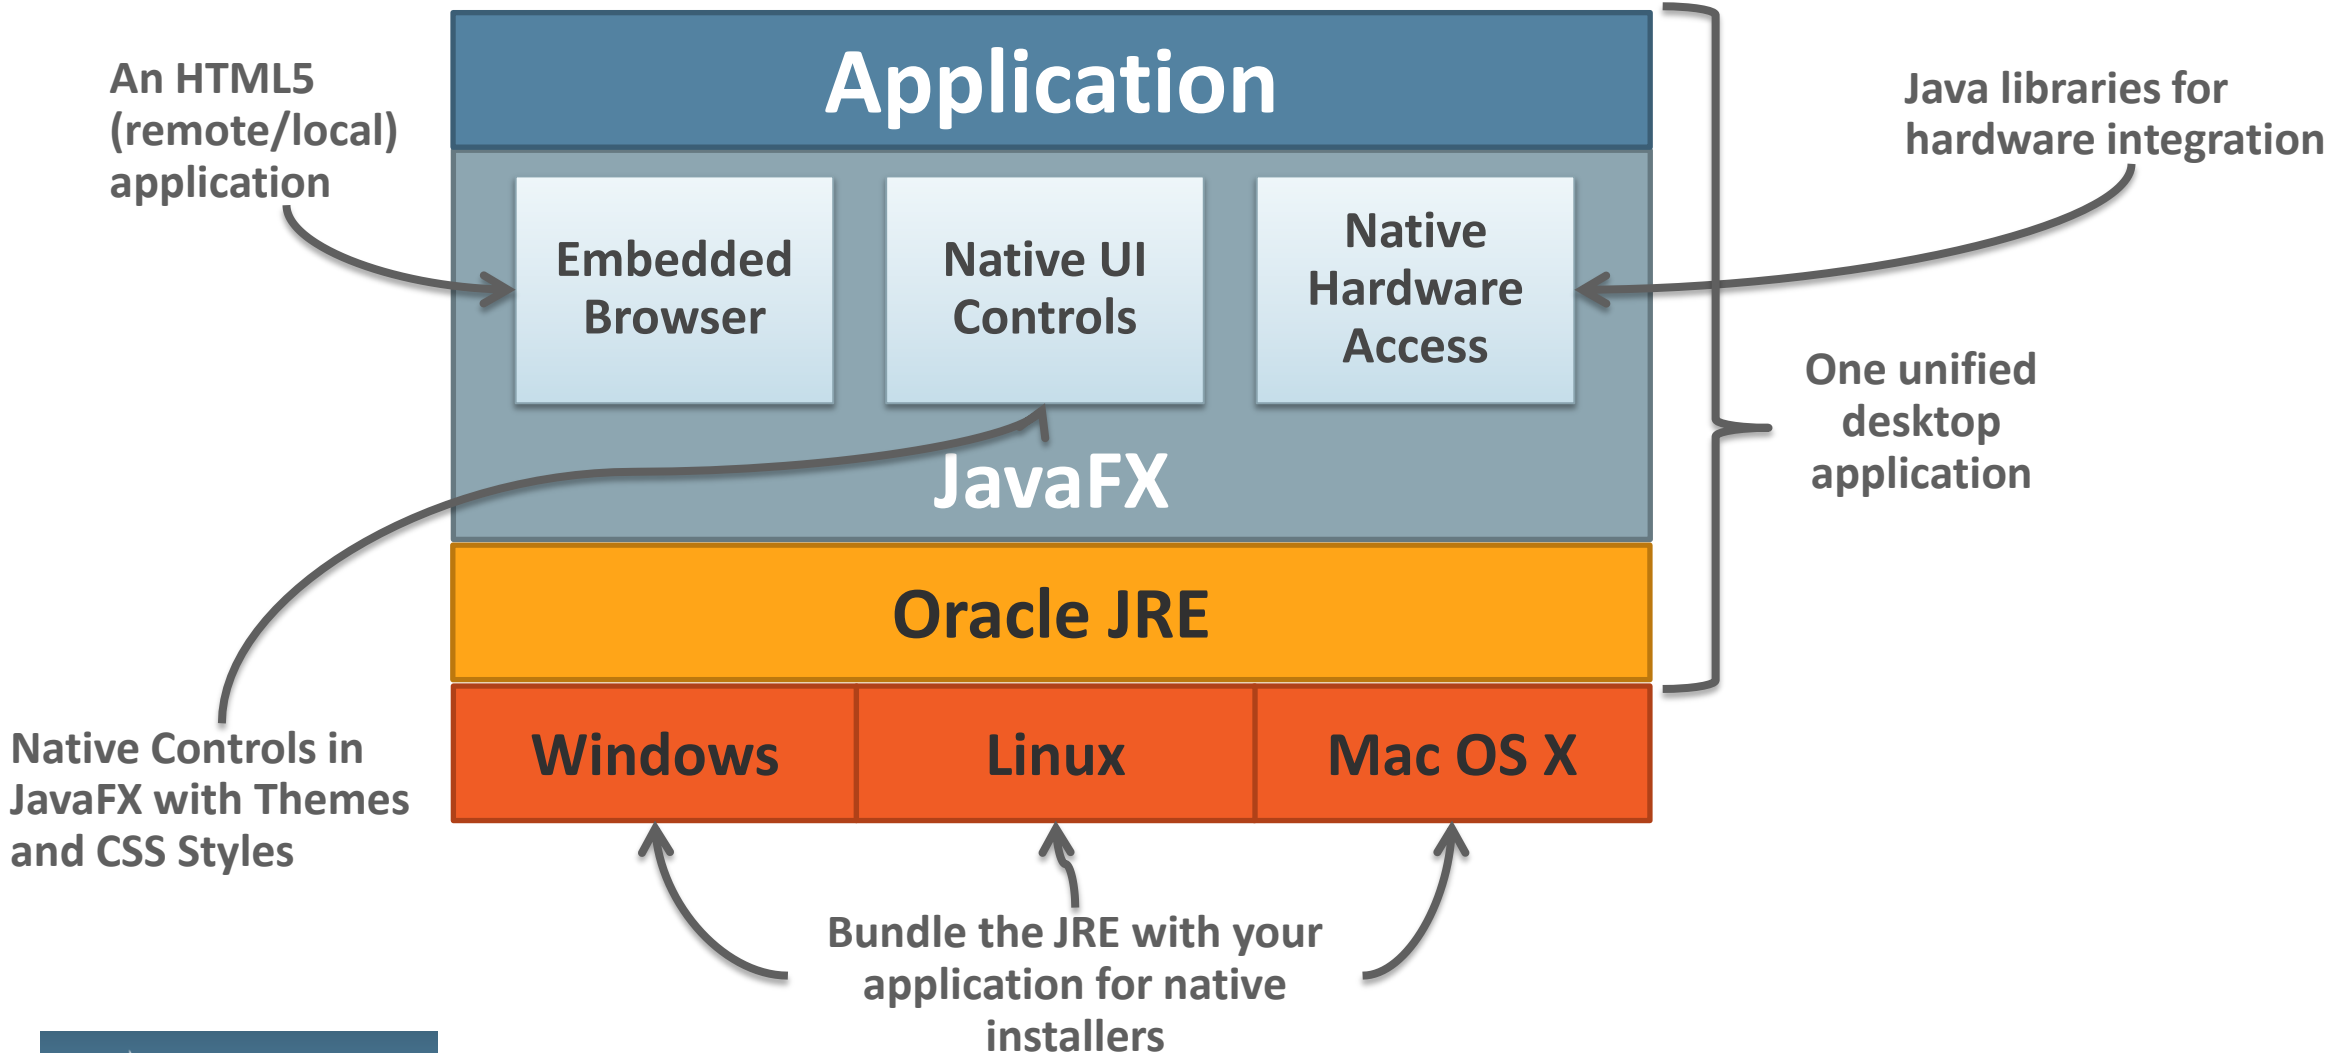 Application
An HTML5
(remote/local)
application
Java libraries for
hardware integration
Embedded
Browser
Native UI
Controls
Native
Hardware
Access
JavaFX
One unified
desktop
application
Oracle JRE
Windows
Linux
Mac OS X
Native Controls in
JavaFX with Themes
and CSS Styles
Bundle the JRE with your
application for native
installers